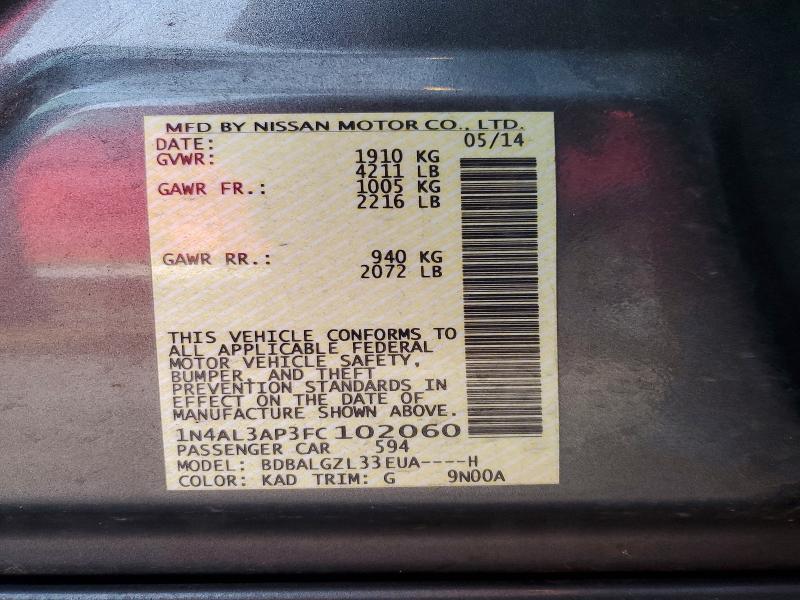 MFD BY NISSAN MOTOR CO., LTD.
DATE: 05/14
GVWR: 1910 KG
4211 LB
GAWR FR.: 1005 KG
2216 LB
GAWR RR.: 940 KG
2072 LB
THIS VEHICLE CONFORMS TO
ALL APPLICABLE FEDERAL
MOTOR VEHICLE SAFETY,
BUMPER, AND THEFT
PREVENTION STANDARDS IN
EFFECT ON THE DATE OF
MANUFACTURE SHOWN ABOVE.
1N4AL3AP3FC102060
PASSENGER CAR 594
MODEL: BDBALGZL33EUA----H
COLOR: KAD TRIM: G 9N00A